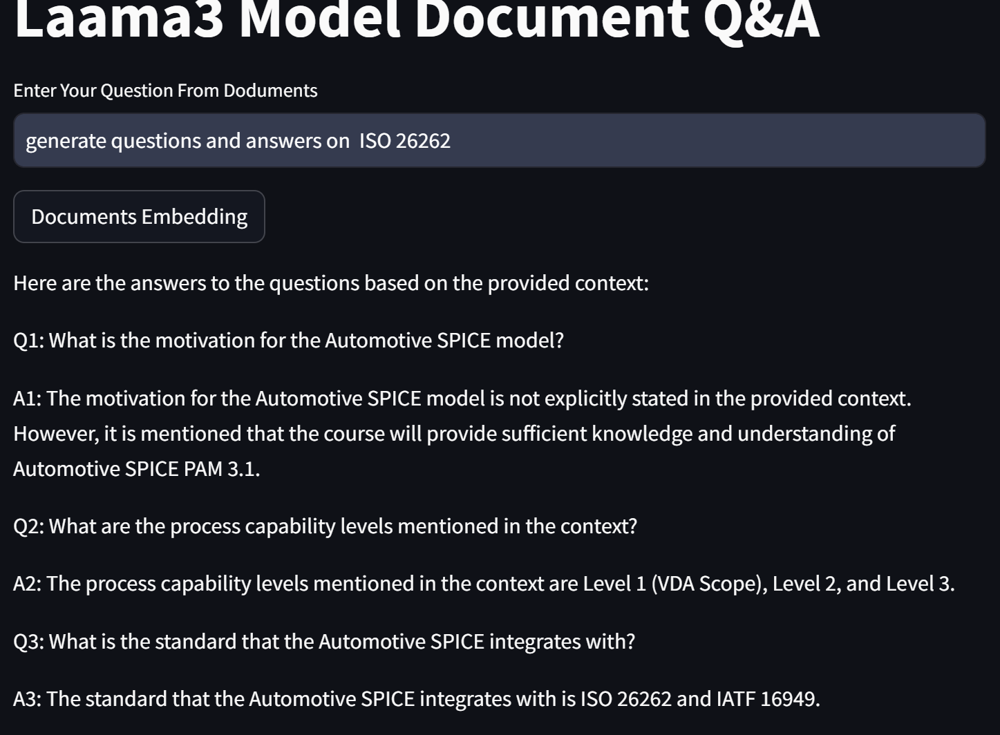 Laama3 Model Document Q&A
Enter Your Question From Doduments
generate questions and answers on  ISO 26262
Documents Embedding
Here are the answers to the questions based on the provided context:
Q1: What is the motivation for the Automotive SPICE model?
A1: The motivation for the Automotive SPICE model is not explicitly stated in the provided context.
However, it is mentioned that the course will provide sufficient knowledge and understanding of
Automotive SPICE PAM 3.1.
Q2: What are the process capability levels mentioned in the context?
A2: The process capability levels mentioned in the context are Level 1 (VDA Scope), Level 2, and Level 3.
Q3: What is the standard that the Automotive SPICE integrates with?
A3: The standard that the Automotive SPICE integrates with is ISO 26262 and IATF 16949.